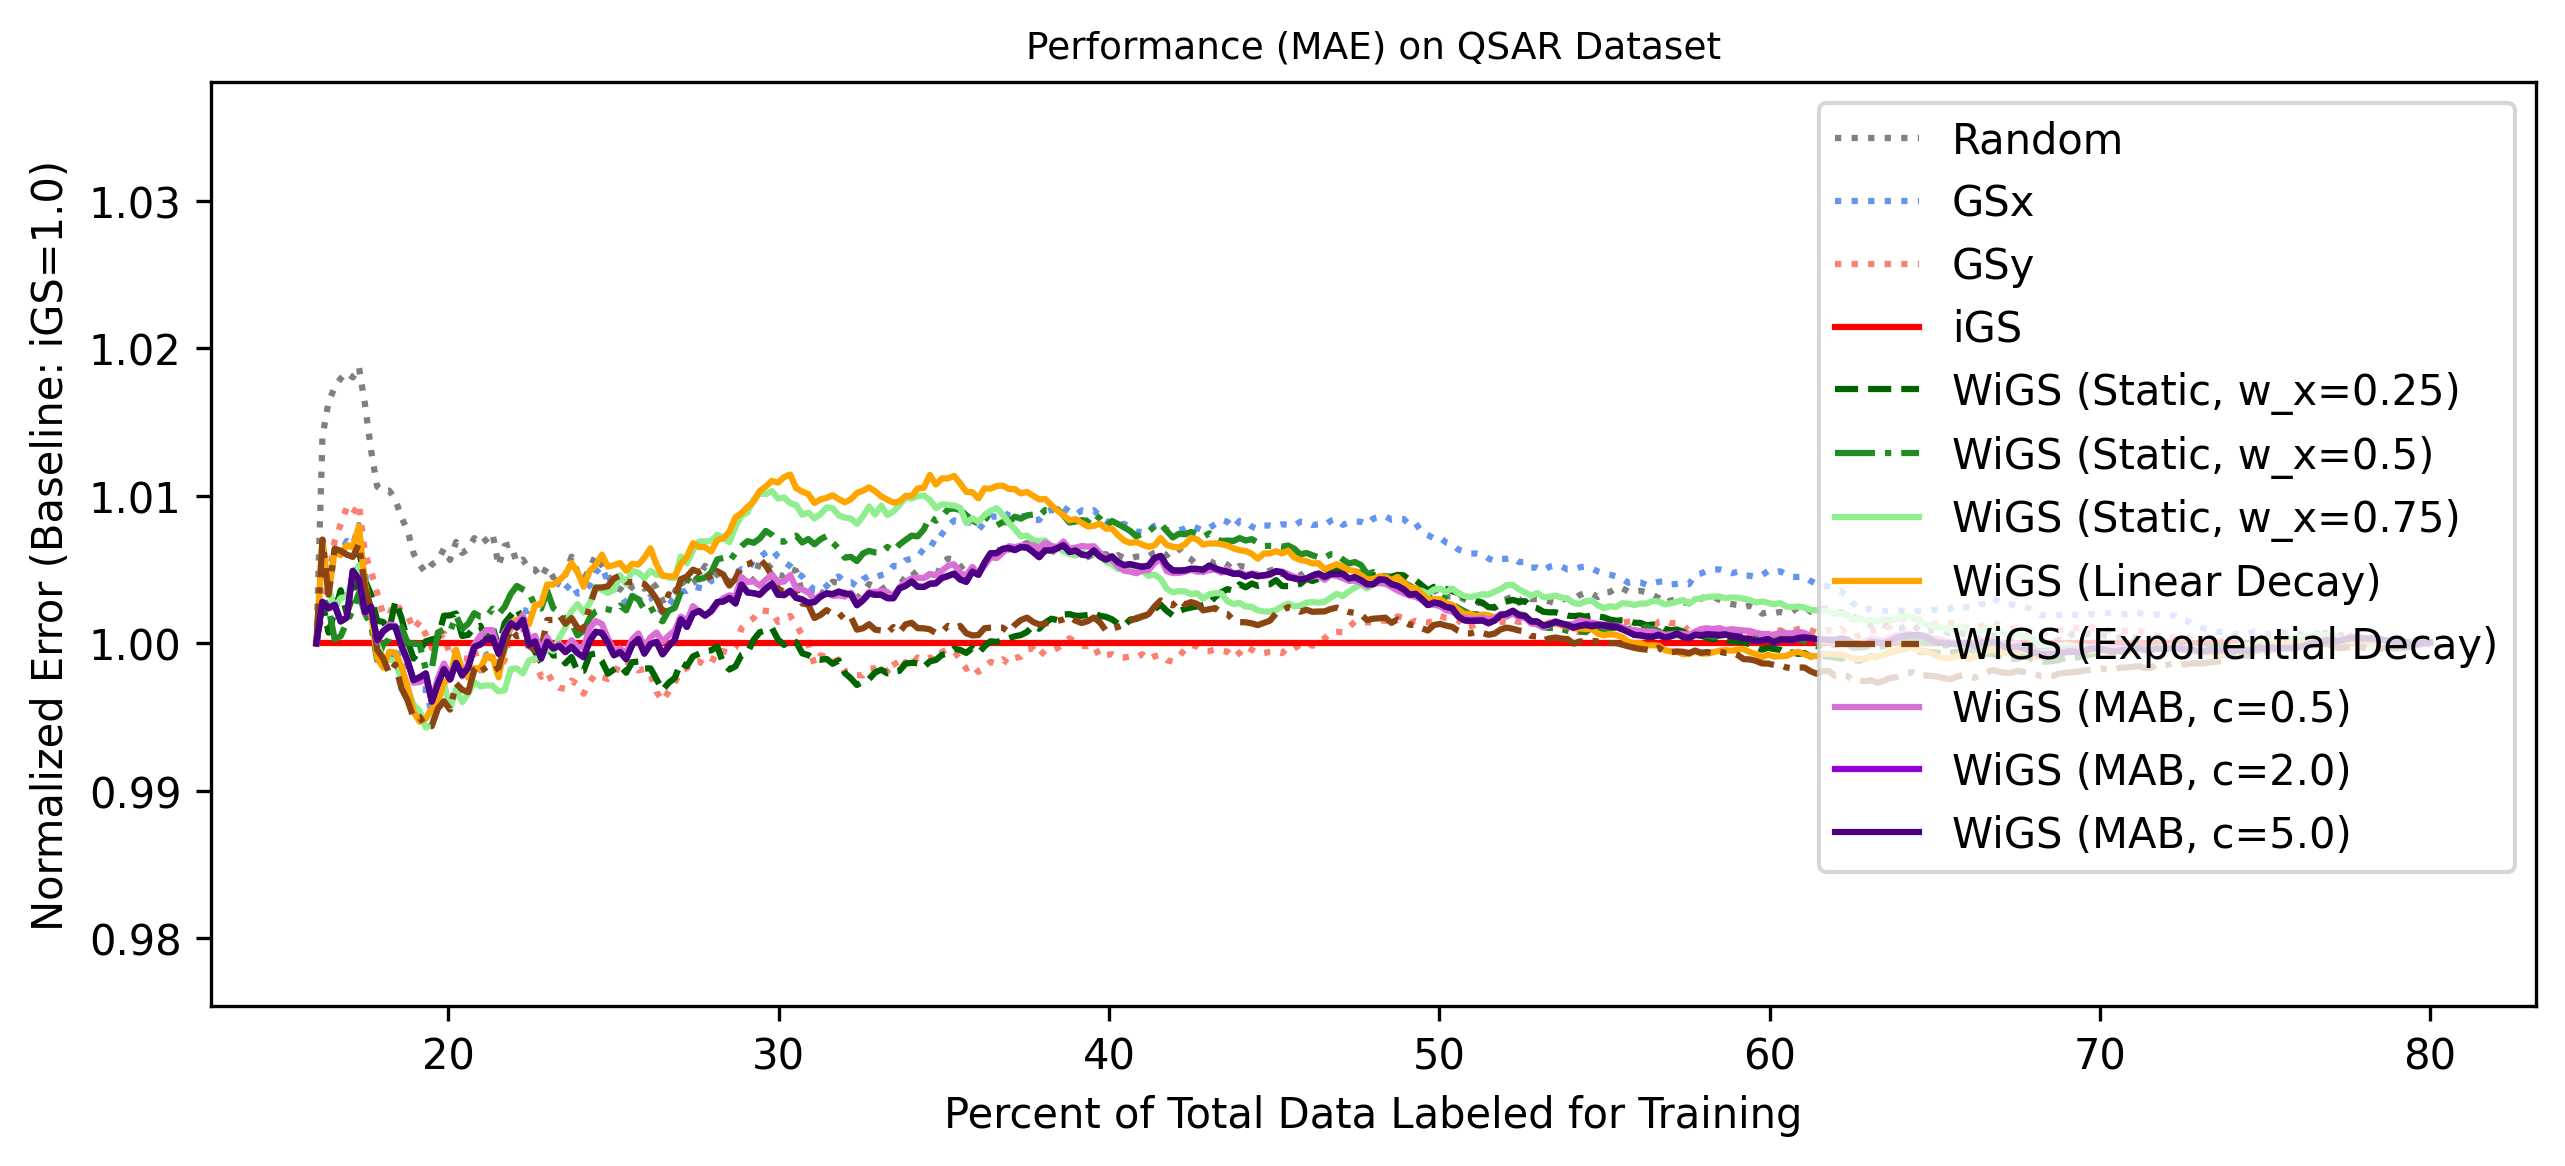 Performance (MAE) on QSAR Dataset
Normalized Error (Baseline: iGS=1.0)
1.03
1.02
1.01
1.00
0.99
0.98
Random
GSx
GSy
iGS
WiGS (Static, w_x=0.25)
WiGS (Static, w_x=0.5)
WiGS (Static, w_x=0.75)
WiGS (Linear Decay)
WiGS (Exponential Decay)
WiGS (MAB, c=0.5)
WiGS (MAB, c=2.0)
WiGS (MAB, c=5.0)
20 30 40 50 60 70 80
Percent of Total Data Labeled for Training